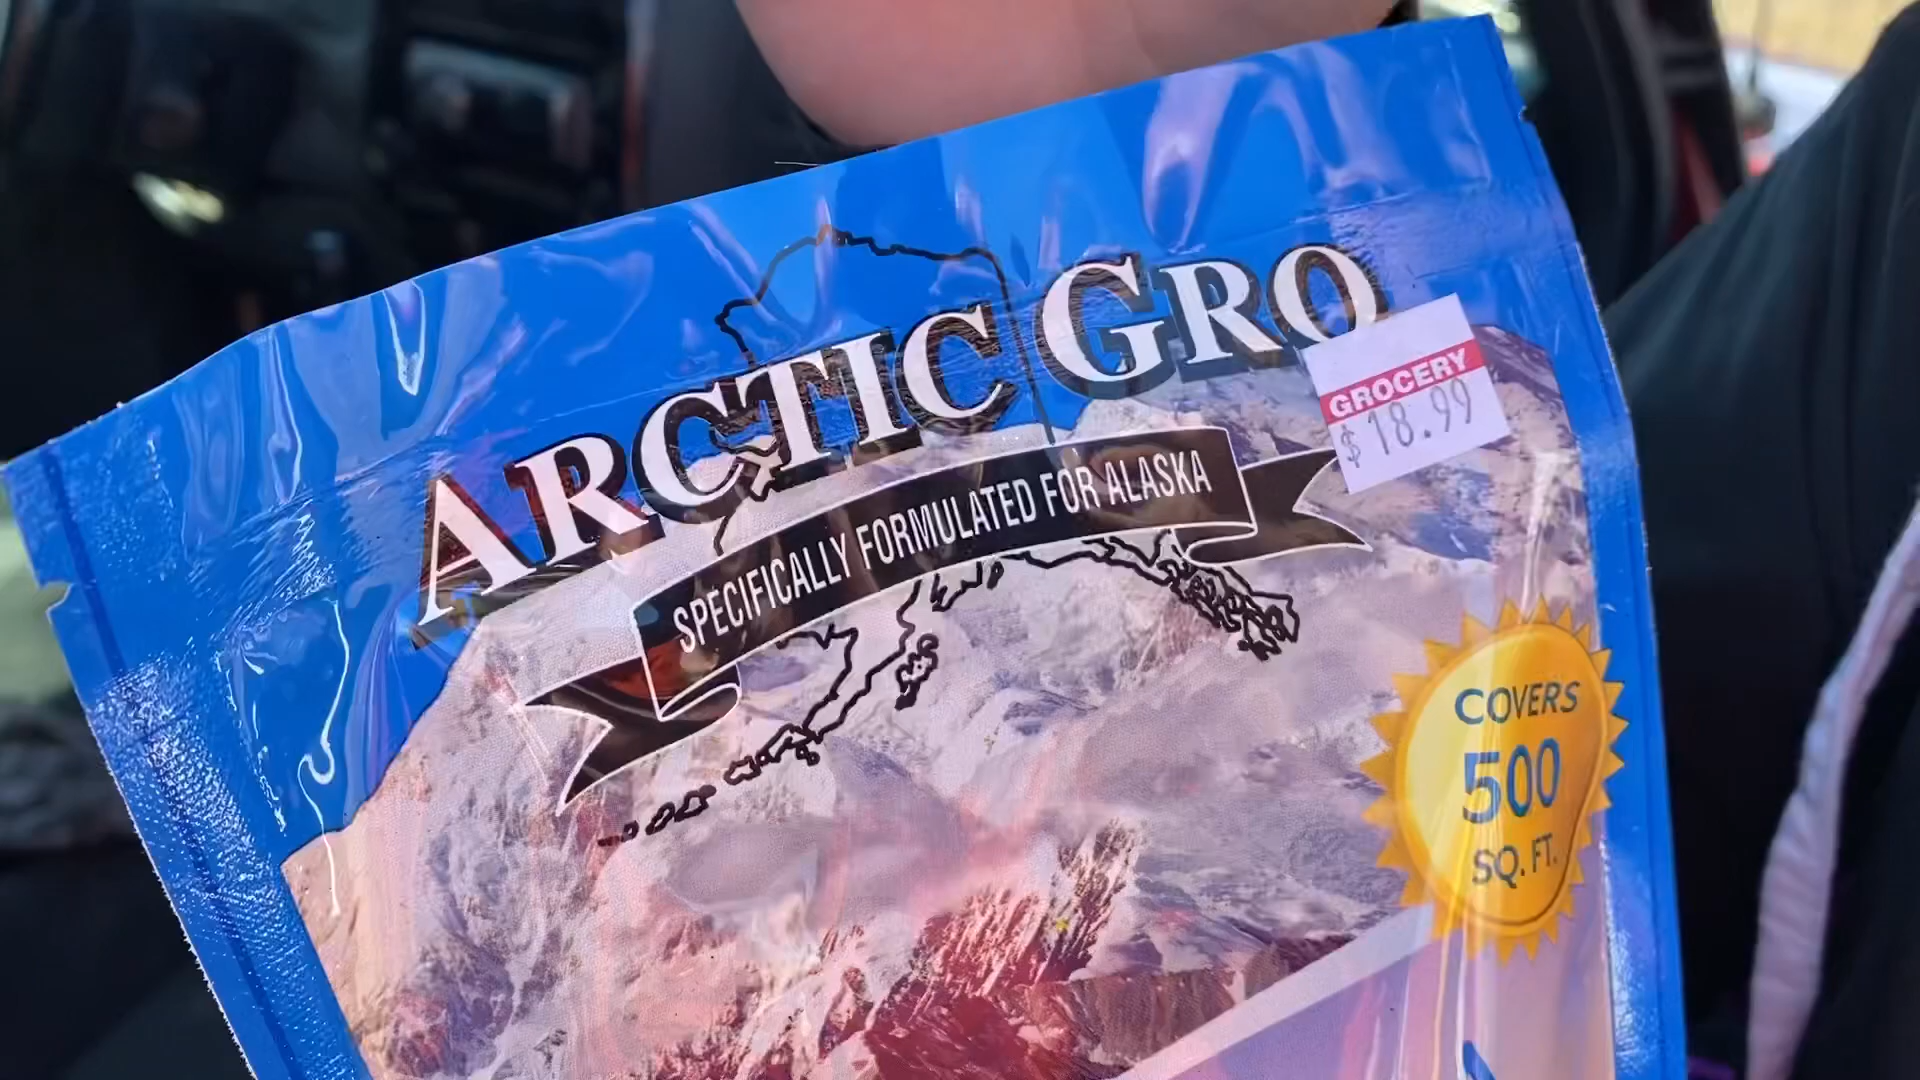 ARCTIC GRO
GROCERY
$18.99
SPECIFICALLY FORMULATED FOR ALASKA
COVERS
500
SQ. FT.